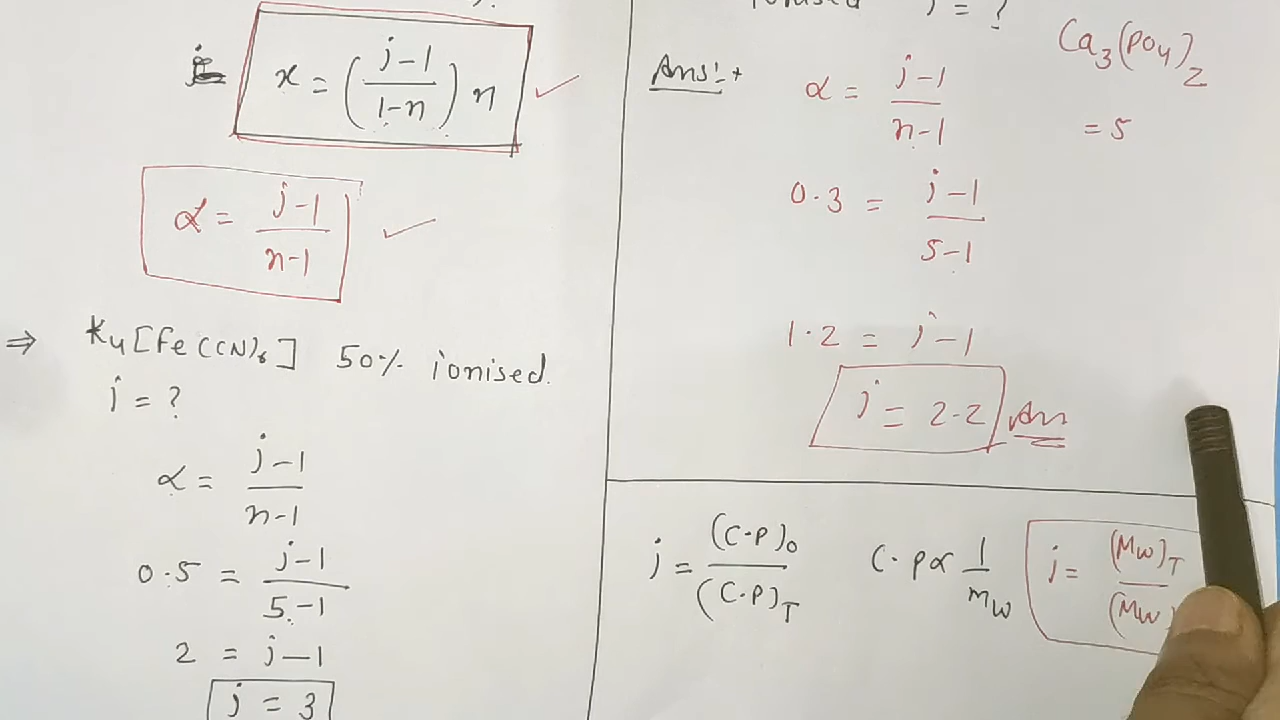 x = (j-1/1-n) n
α = j-1/n-1
⇒ K4[Fe(CN)6] 50% ionised.
j = ?
α = j-1/n-1
0.5 = j-1/5-1
2 = j-1
j = 3
ionised j = ?
Ca3(PO4)2
Ans:→ α = j-1/n-1 = 5
0.3 = j-1/5-1
1.2 = j-1
j = 2.2 Ans
j = (C.P)0/(C.P)T C.P ∝ 1/mW j = (MW)T/(MW)